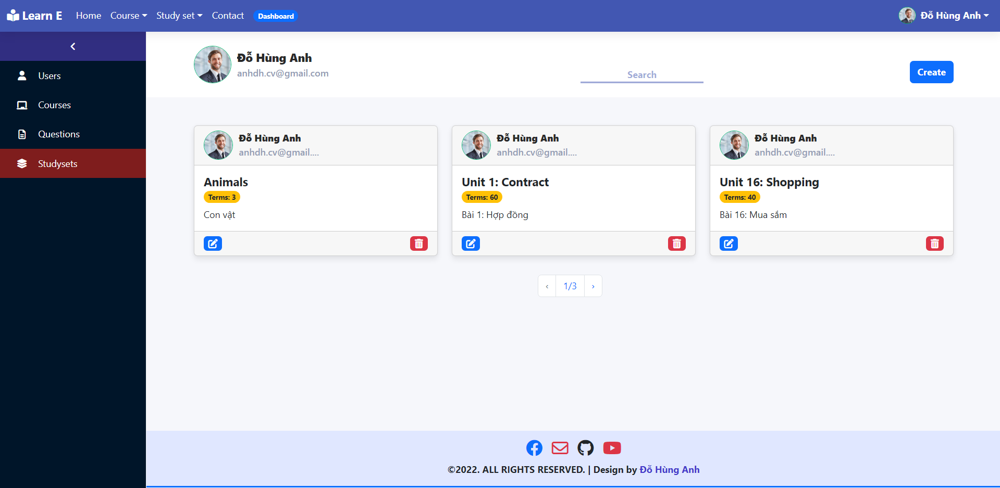 Learn E Home Course Study set Contact Dashboard Đỗ Hùng Anh
Users
Courses
Questions
Studysets
Đỗ Hùng Anh
anhdh.cv@gmail.com
Search
Create
Đỗ Hùng Anh
anhdh.cv@gmail....
Animals
Terms: 3
Con vật
Đỗ Hùng Anh
anhdh.cv@gmail....
Unit 1: Contract
Terms: 60
Bài 1: Hợp đồng
Đỗ Hùng Anh
anhdh.cv@gmail....
Unit 16: Shopping
Terms: 40
Bài 16: Mua sắm
‹ 1/3 ›
©2022. ALL RIGHTS RESERVED. | Design by Đỗ Hùng Anh